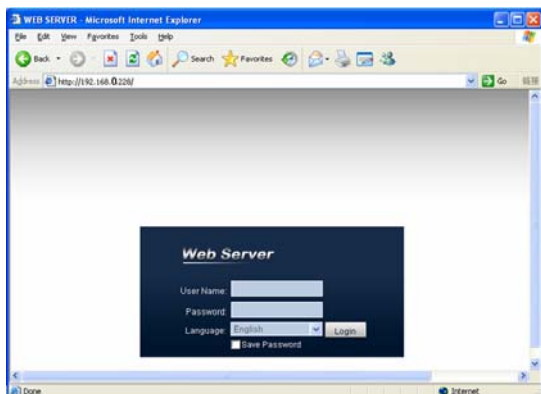 WEB SERVER - Microsoft Internet Explorer
File Edit View Favorites Tools Help
Back Search Favorites
Address http://192.168.0.228/ Go
Web Server
User Name:
Password:
Language: English Login
Save Password
Done Internet